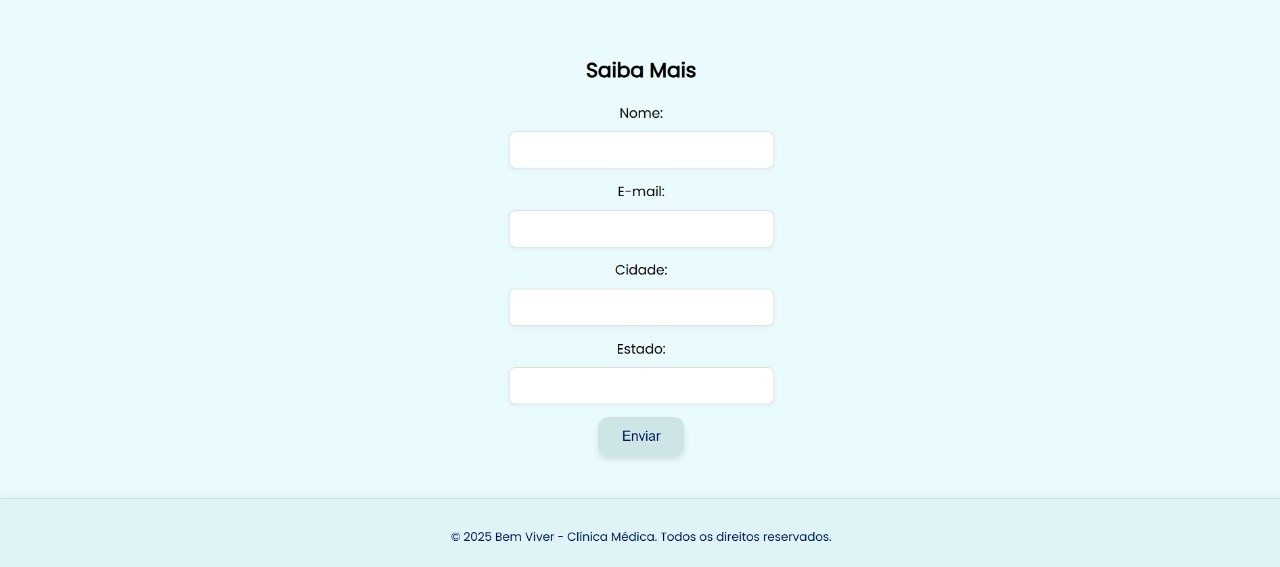 Saiba Mais
Nome:
E-mail:
Cidade:
Estado:
Enviar
© 2025 Bem Viver - Clínica Médica. Todos os direitos reservados.